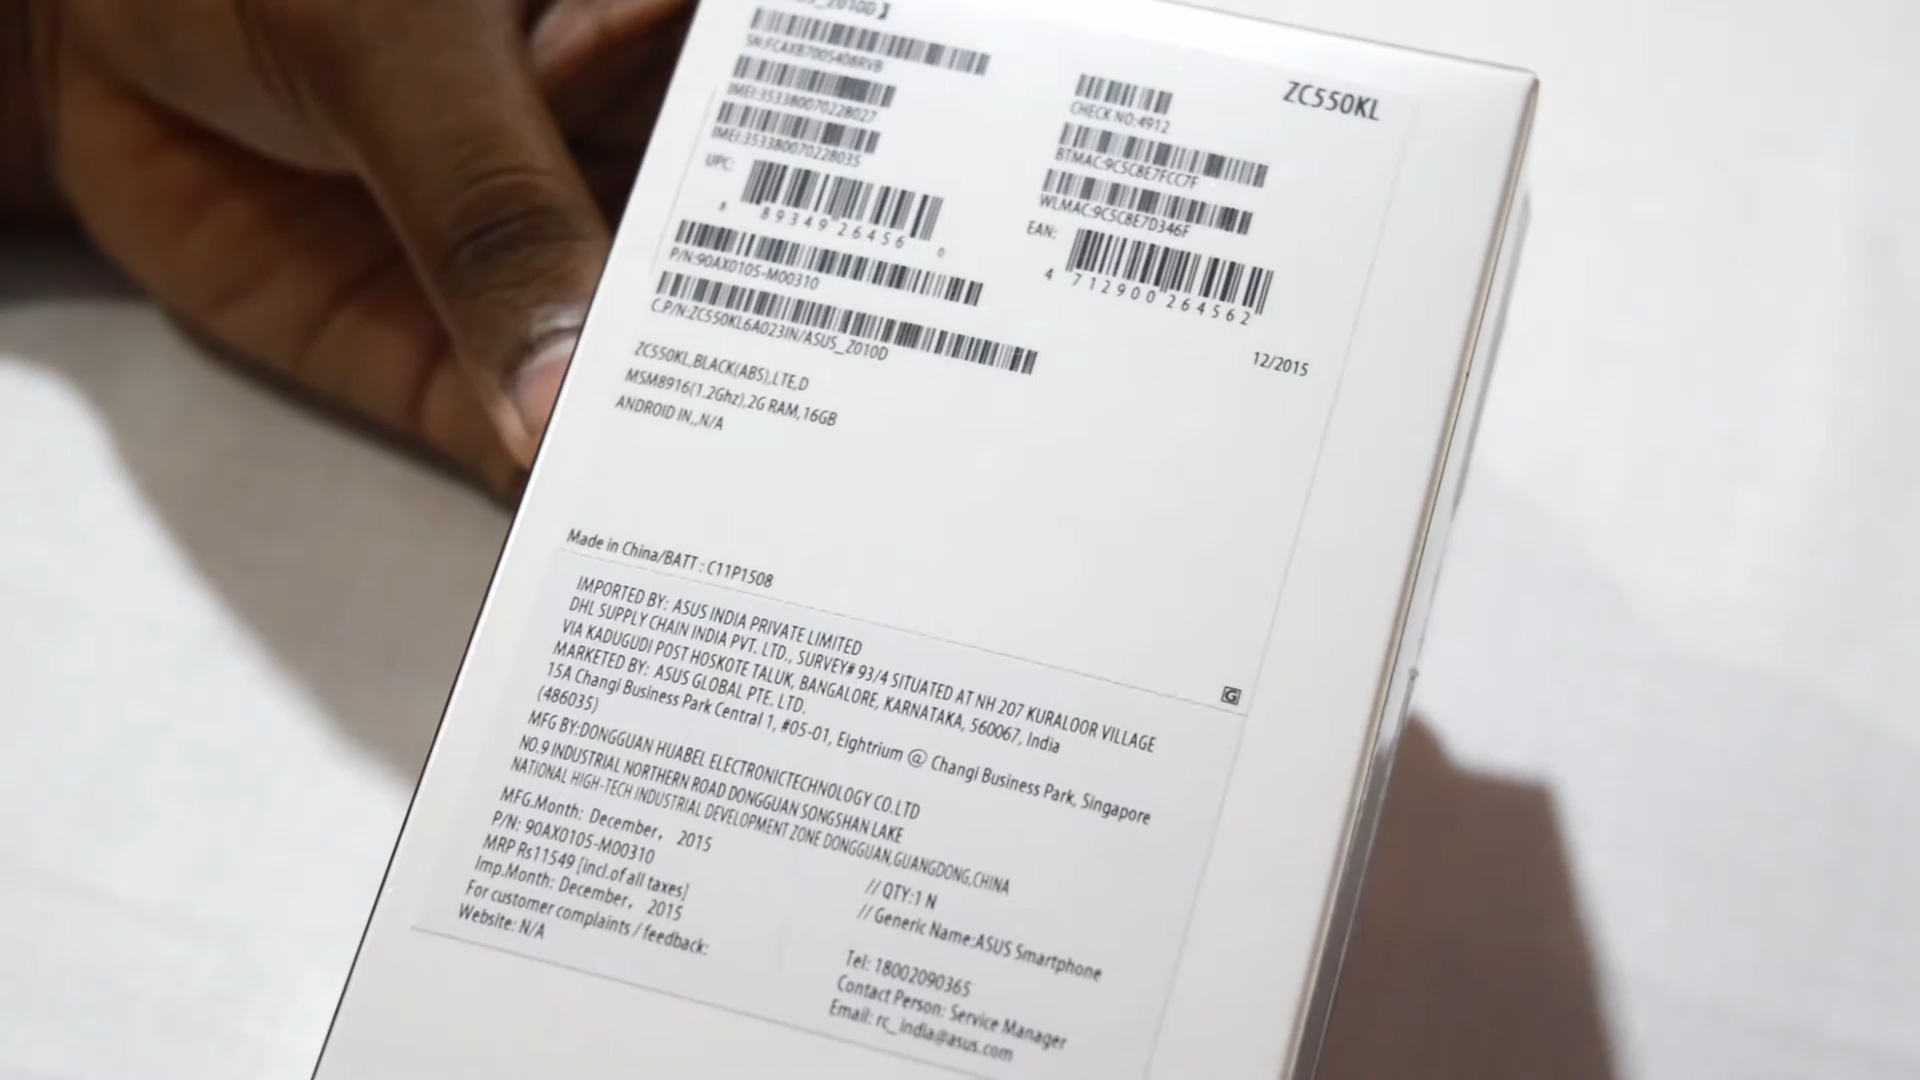 _Z010D】
SN:FCAXB7005408RVB
IMEI:353380070228027
IMEI:353380070228035
UPC:
8 89349 26456 0
P/N:90AX0105-M00310
C.P/N:ZC550KL6A023IN/ASUS_Z010D
ZC550KL
CHECK NO:4912
BTMAC:9C5C8E7FCC7F
WLMAC:9C5C8E7D346F
EAN:
4 712900 264562
12/2015
ZC550KL,BLACK(ABS),LTE,D
MSM8916(1.2Ghz),2G RAM,16GB
ANDROID IN,,N/A
Made in China/BATT : C11P1508
G
IMPORTED BY: ASUS INDIA PRIVATE LIMITED
DHL SUPPLY CHAIN INDIA PVT. LTD., SURVEY# 93/4 SITUATED AT NH 207 KURALOOR VILLAGE
VIA KADUGUDI POST HOSKOTE TALUK, BANGALORE, KARNATAKA, 560067, India
MARKETED BY: ASUS GLOBAL PTE. LTD.
15A Changi Business Park Central 1, #05-01, Eightrium @ Changi Business Park, Singapore
(486035)
MFG BY:DONGGUAN HUABEL ELECTRONICTECHNOLOGY CO.LTD
NO.9 INDUSTRIAL NORTHERN ROAD DONGGUAN SONGSHAN LAKE
NATIONAL HIGH-TECH INDUSTRIAL DEVELOPMENT ZONE DONGGUAN,GUANGDONG,CHINA
MFG.Month: December, 2015
P/N: 90AX0105-M00310 // QTY:1 N
MRP Rs11549 [incl.of all taxes] // Generic Name:ASUS Smartphone
Imp.Month: December, 2015
For customer complaints / feedback: Tel: 18002090365
Website: N/A Contact Person: Service Manager
Email: rc_india@asus.com